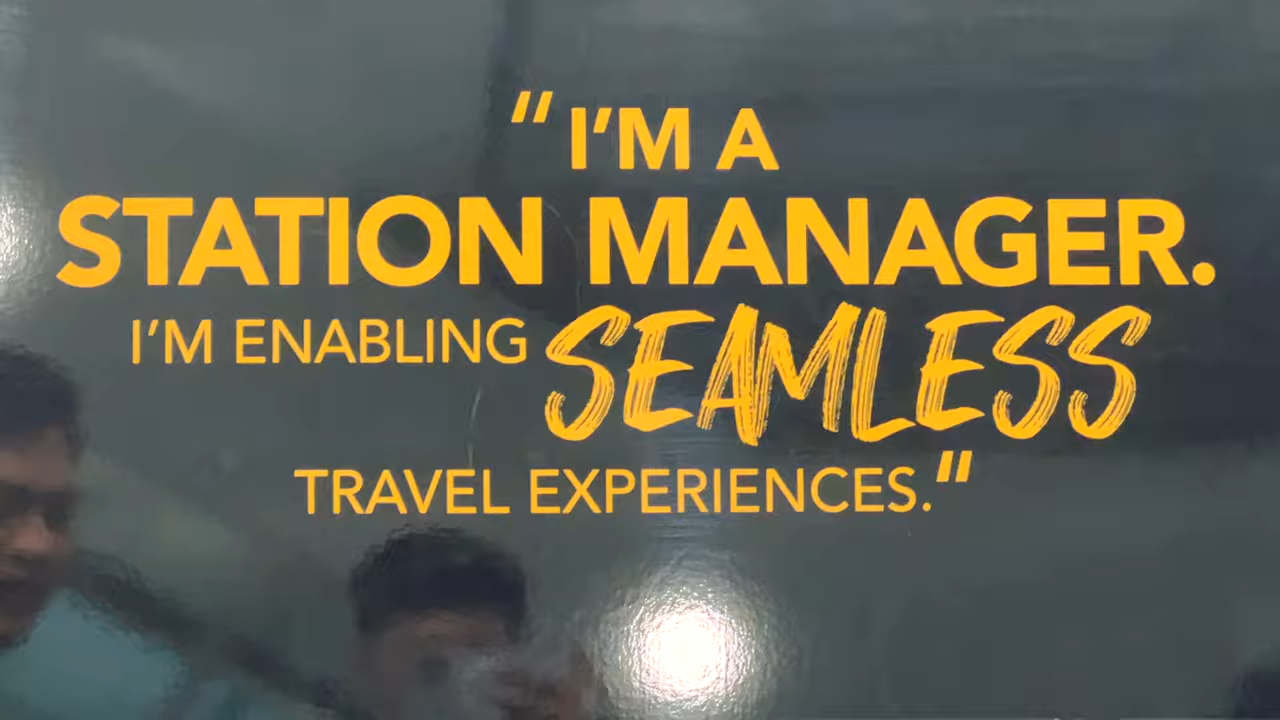 "I'M A
STATION MANAGER.
I'M ENABLING SEAMLESS
TRAVEL EXPERIENCES."